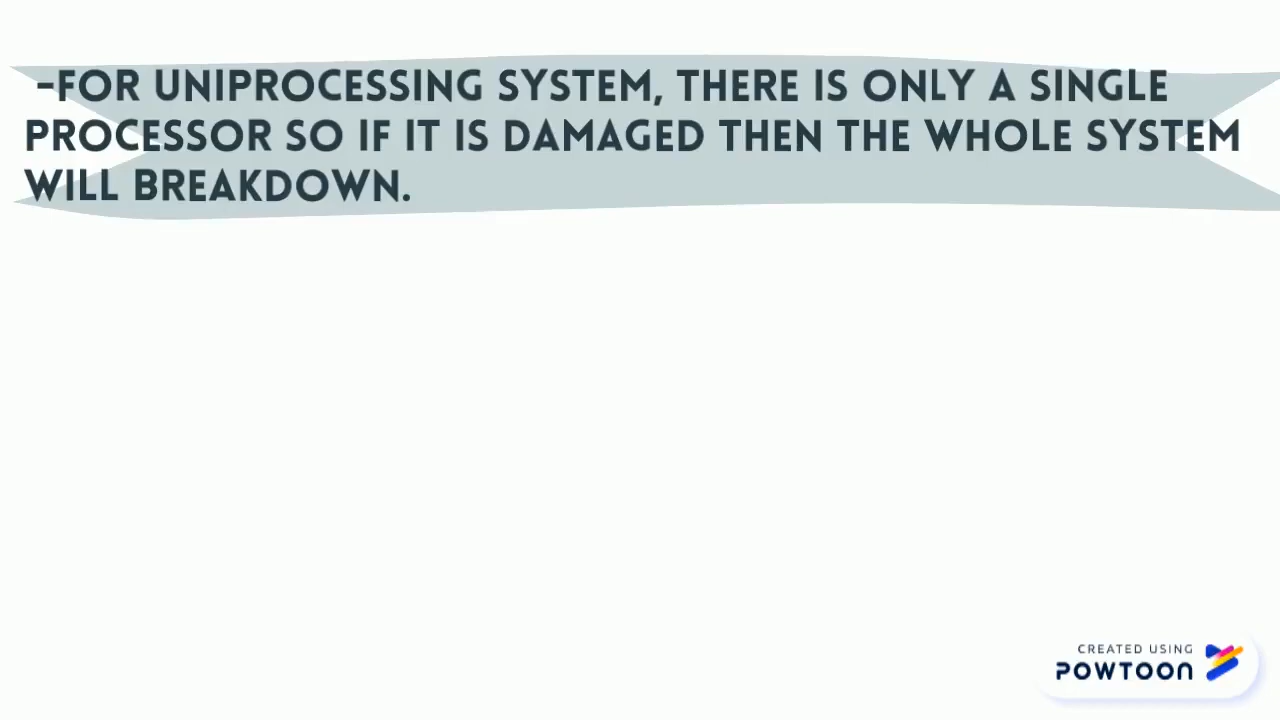 -FOR UNIPROCESSING SYSTEM, THERE IS ONLY A SINGLE
PROCESSOR SO IF IT IS DAMAGED THEN THE WHOLE SYSTEM
WILL BREAKDOWN.
CREATED USING
POWTOON